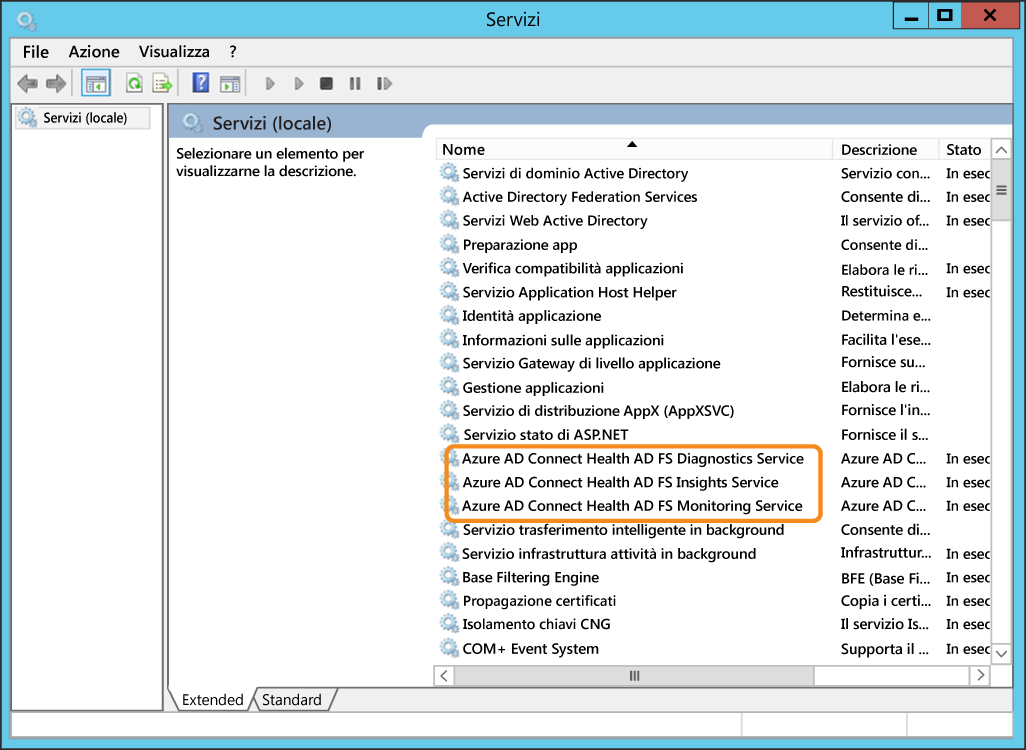 Servizi
File Azione Visualizza ?
Servizi (locale)
Servizi (locale)
Selezionare un elemento per
visualizzarne la descrizione.
Nome Descrizione Stato
Servizi di dominio Active Directory Servizio con... In esec
Active Directory Federation Services Consente di... In esec
Servizi Web Active Directory Il servizio of... In esec
Preparazione app Consente di...
Verifica compatibilità applicazioni Elabora le ri... In esec
Servizio Application Host Helper Restituisce... In esec
Identità applicazione Determina e...
Informazioni sulle applicazioni Facilita l'ese...
Servizio Gateway di livello applicazione Fornisce su...
Gestione applicazioni Elabora le ri...
Servizio di distribuzione AppX (AppXSVC) Fornisce l'in...
Servizio stato di ASP.NET Fornisce il s...
Azure AD Connect Health AD FS Diagnostics Service Azure AD C... In esec
Azure AD Connect Health AD FS Insights Service Azure AD C... In esec
Azure AD Connect Health AD FS Monitoring Service Azure AD C... In esec
Servizio trasferimento intelligente in background Consente di...
Servizio infrastruttura attività in background Infrastruttur... In esec
Base Filtering Engine BFE (Base Fi... In esec
Propagazione certificati Copia i certi... In esec
Isolamento chiavi CNG Il servizio Is... In esec
COM+ Event System Supporta il ... In esec
Extended Standard